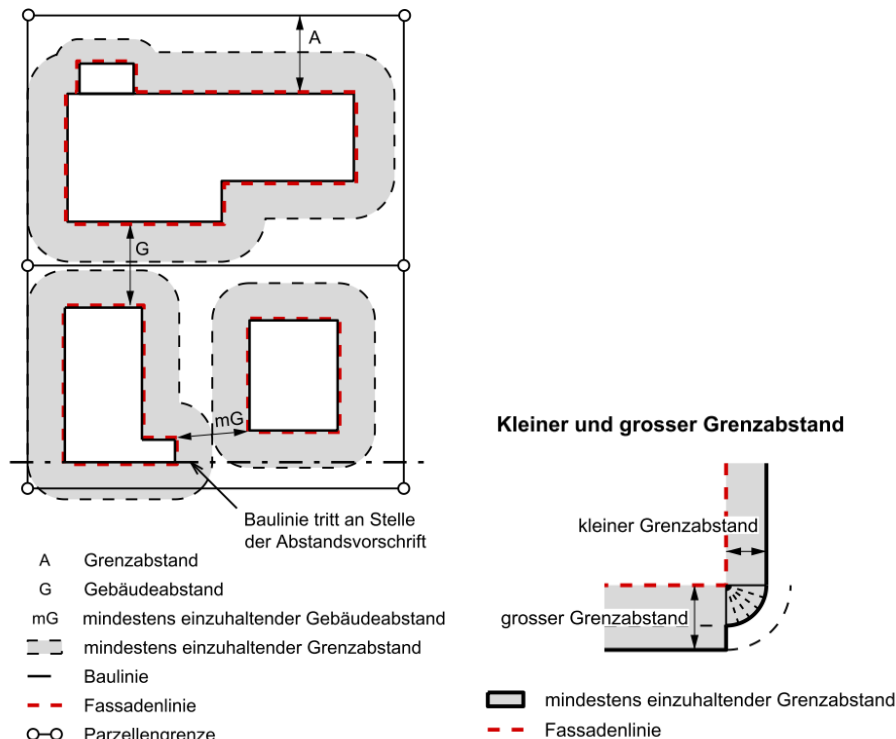 A
G
mG
Baulinie tritt an Stelle
der Abstandsvorschrift
A Grenzabstand
G Gebäudeabstand
mG mindestens einzuhaltender Gebäudeabstand
mindestens einzuhaltender Grenzabstand
Baulinie
Fassadenlinie
Parzellengrenze
Kleiner und grosser Grenzabstand
kleiner Grenzabstand
grosser Grenzabstand
mindestens einzuhaltender Grenzabstand
Fassadenlinie